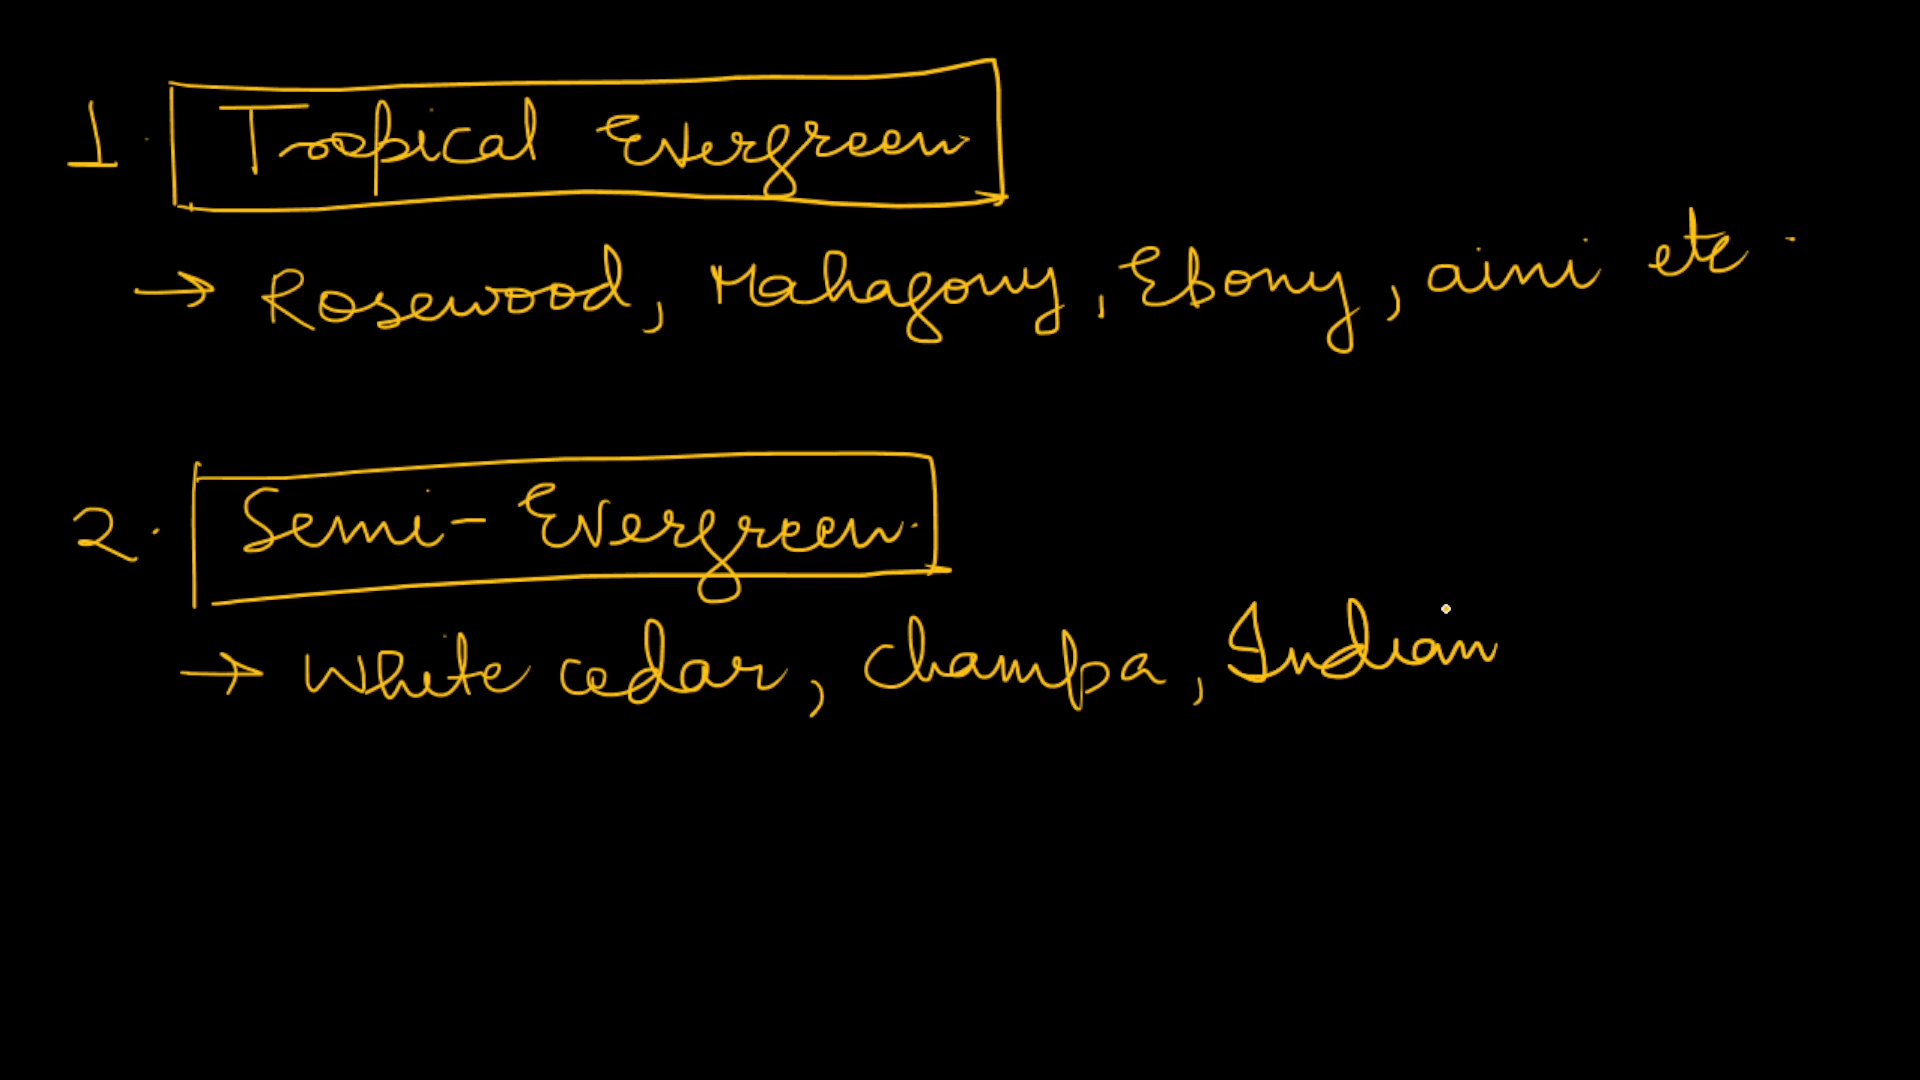 1. Tropical Evergreen
→ Rosewood, Mahagony, Ebony, aini etc.
2. Semi-Evergreen.
→ White cedar, Champa, Indian